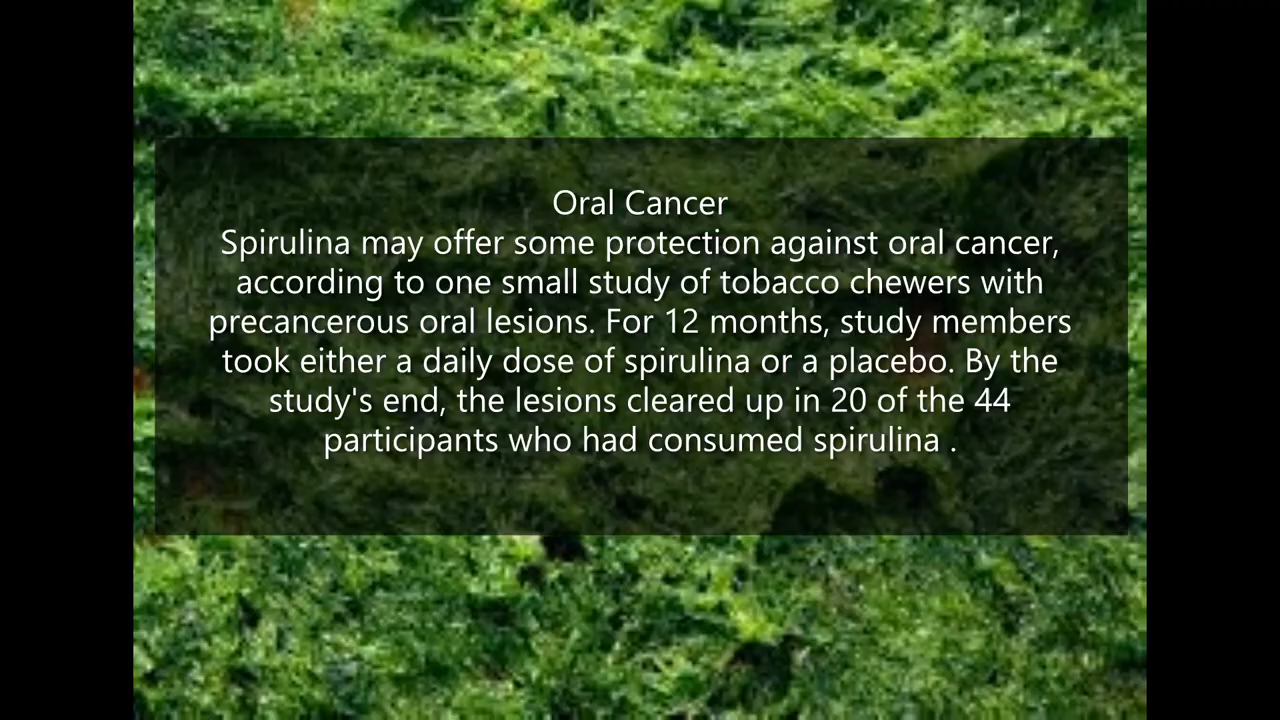 Oral Cancer
Spirulina may offer some protection against oral cancer,
according to one small study of tobacco chewers with
precancerous oral lesions. For 12 months, study members
took either a daily dose of spirulina or a placebo. By the
study's end, the lesions cleared up in 20 of the 44
participants who had consumed spirulina .